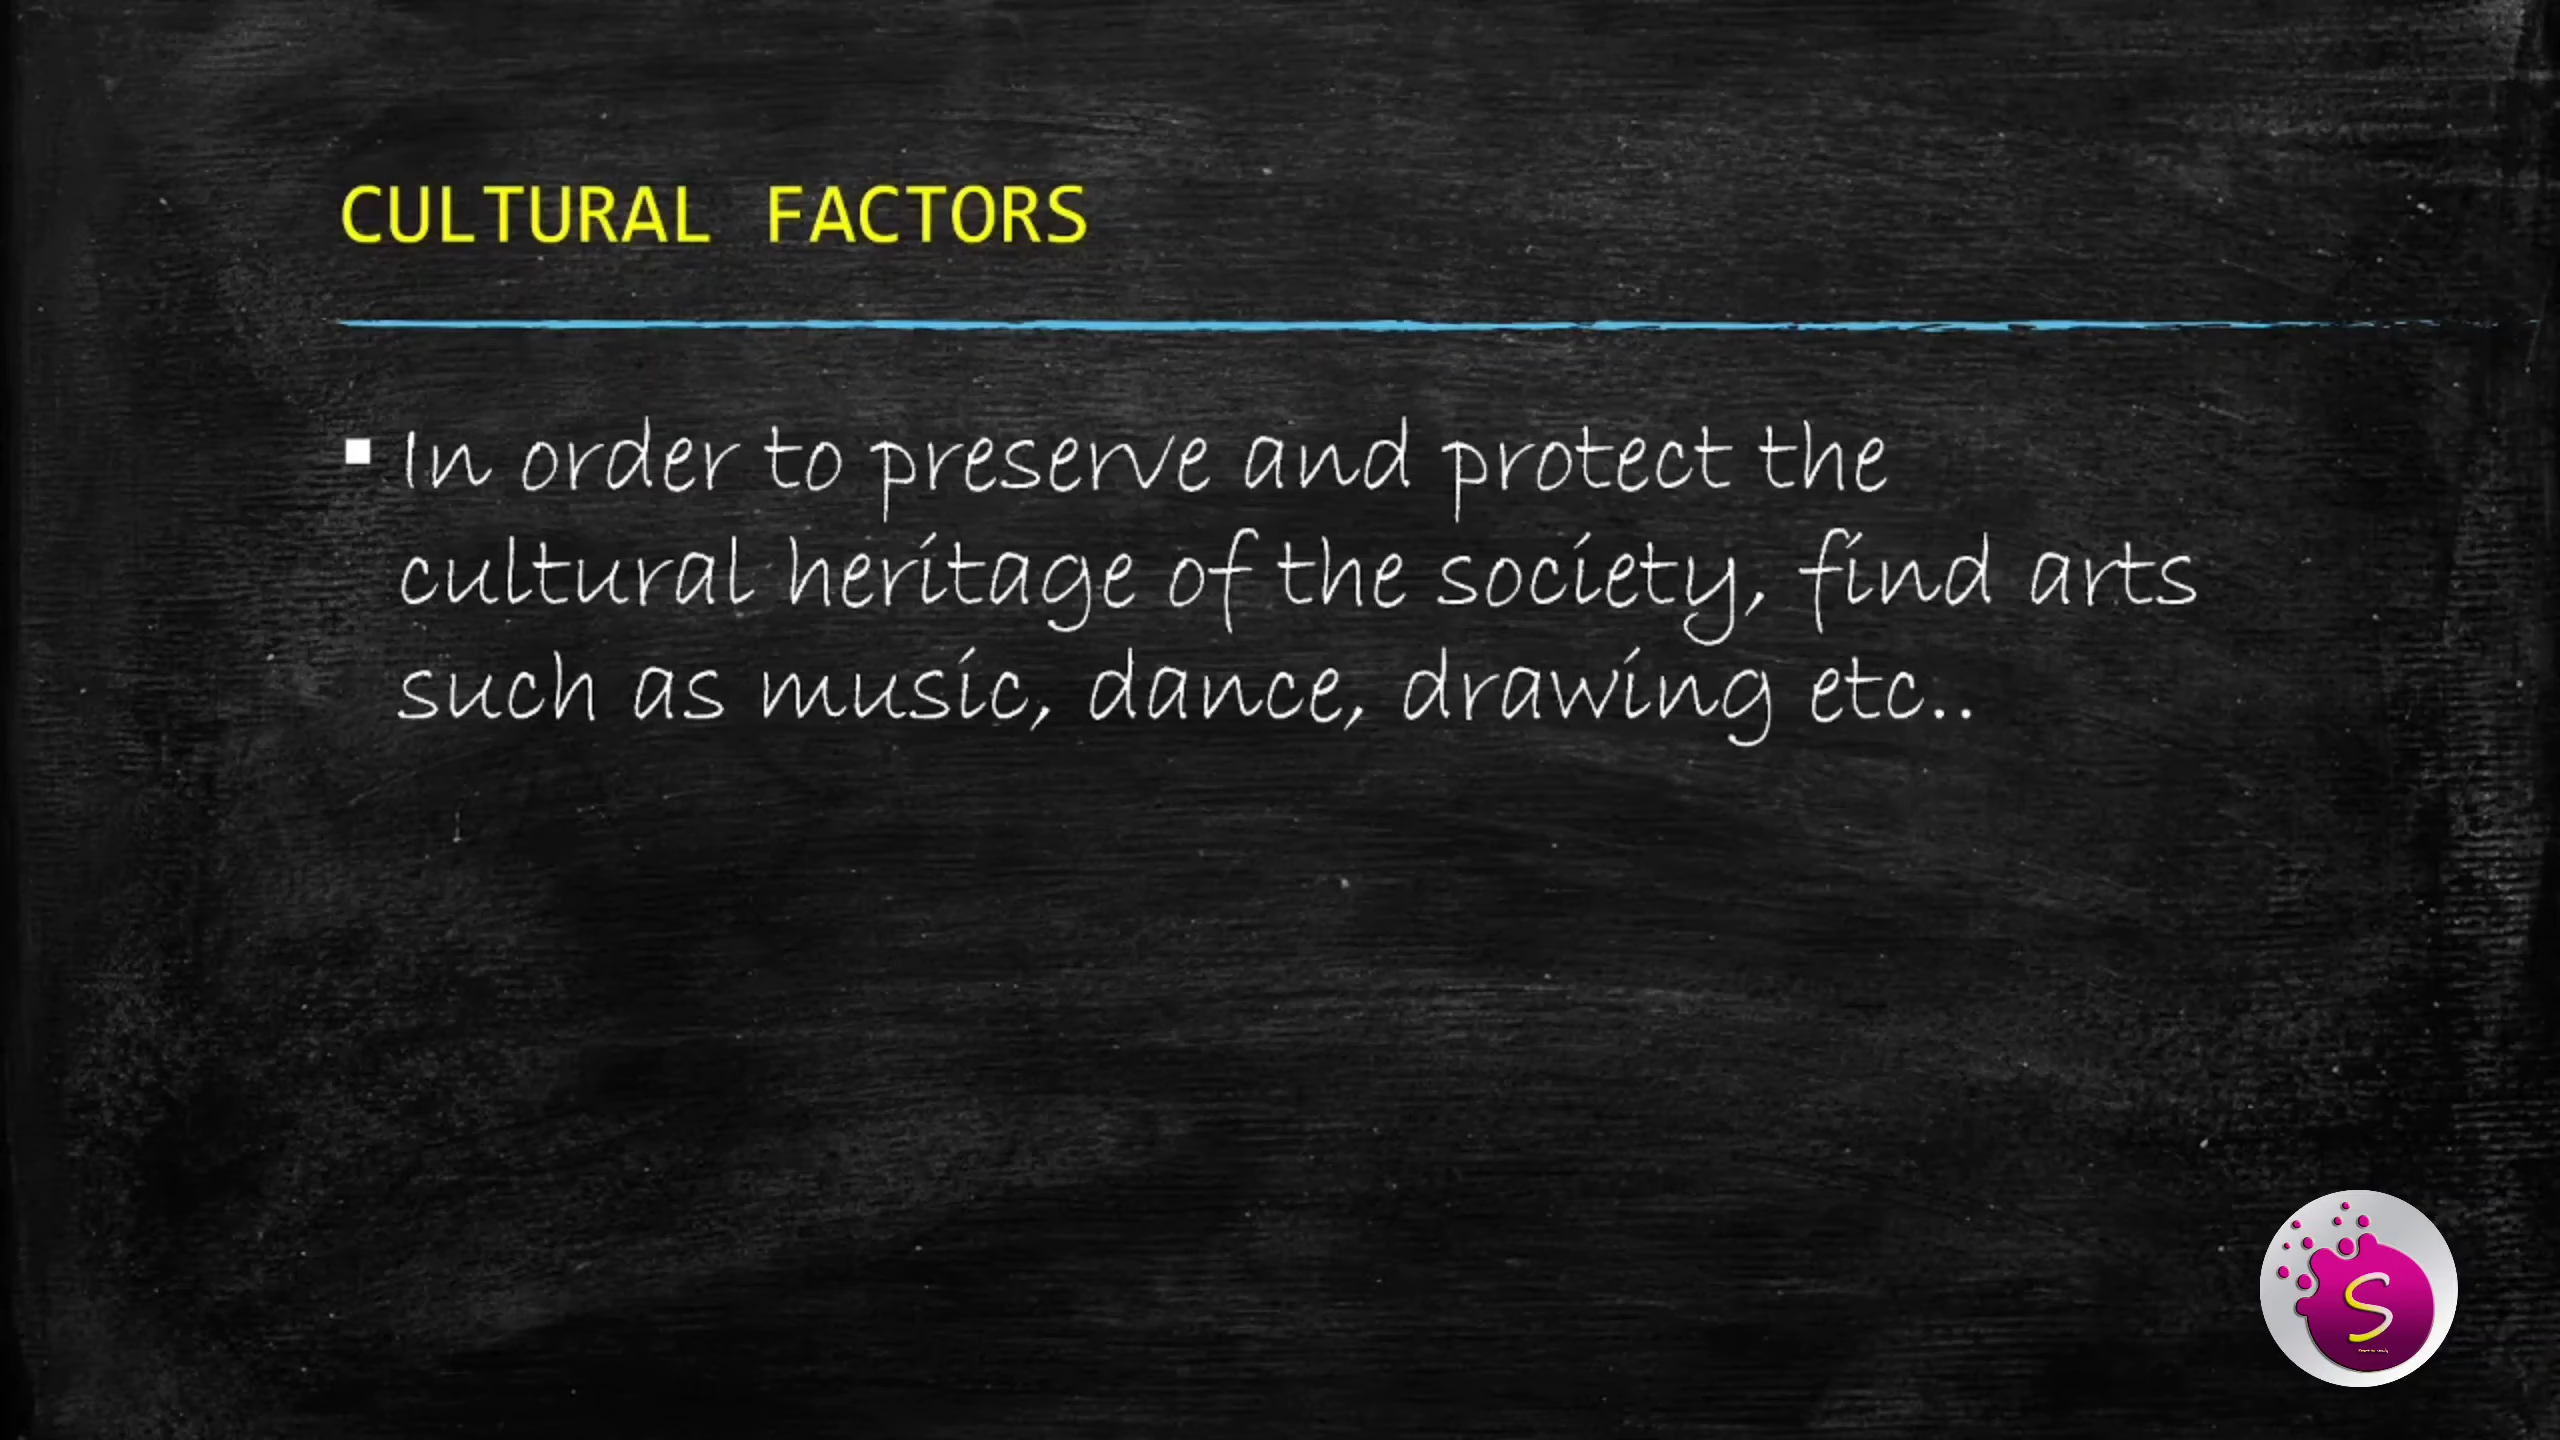 CULTURAL FACTORS
▪ In order to preserve and protect the
cultural heritage of the society, find arts
such as music, dance, drawing etc..
S